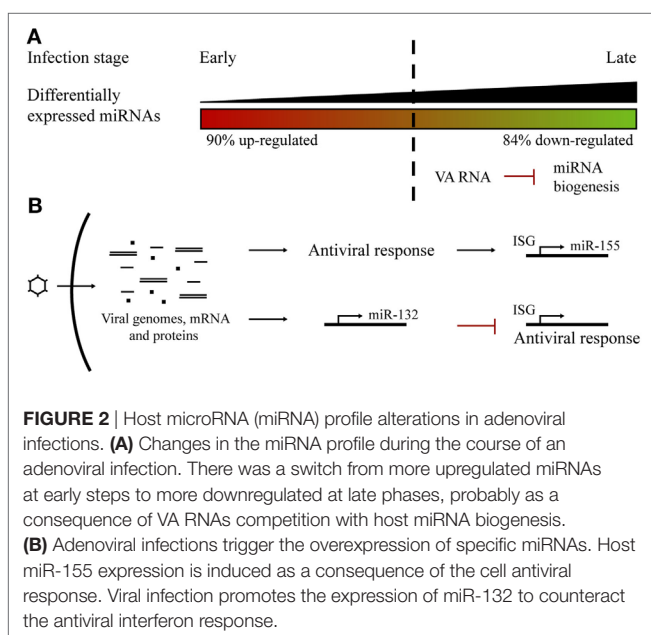 A
Infection stage Early Late
Differentially
expressed miRNAs
90% up-regulated 84% down-regulated
VA RNA miRNA
biogenesis
B
Antiviral response ISG miR-155
Viral genomes, mRNA
and proteins
miR-132 ISG
Antiviral response
FIGURE 2 | Host microRNA (miRNA) profile alterations in adenoviral
infections. (A) Changes in the miRNA profile during the course of an
adenoviral infection. There was a switch from more upregulated miRNAs
at early steps to more downregulated at late phases, probably as a
consequence of VA RNAs competition with host miRNA biogenesis.
(B) Adenoviral infections trigger the overexpression of specific miRNAs. Host
miR-155 expression is induced as a consequence of the cell antiviral
response. Viral infection promotes the expression of miR-132 to counteract
the antiviral interferon response.